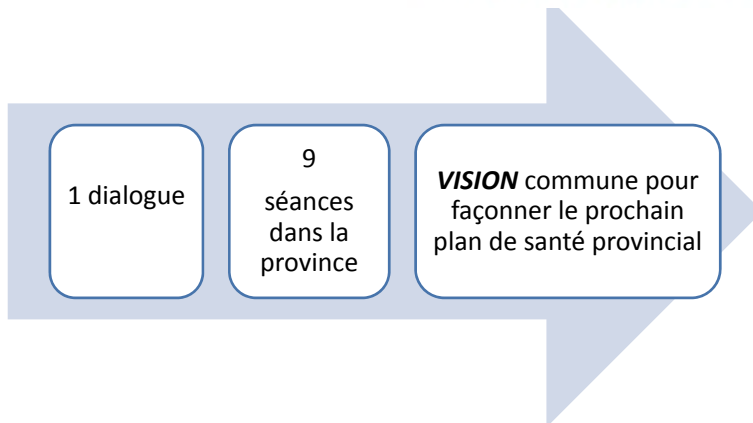 1 dialogue
9
séances
dans la
province
VISION commune pour
façonner le prochain
plan de santé provincial